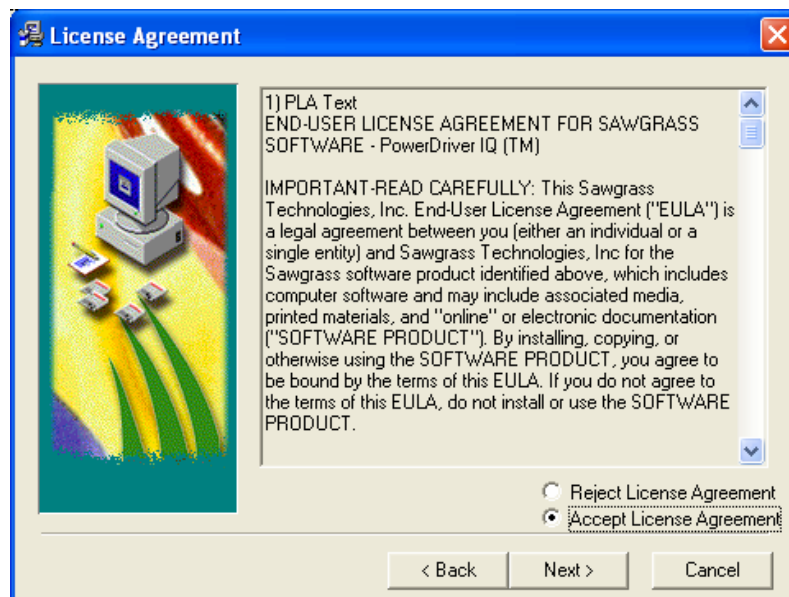 License Agreement
1) PLA Text
END-USER LICENSE AGREEMENT FOR SAWGRASS
SOFTWARE - PowerDriver IQ (TM)
IMPORTANT-READ CAREFULLY: This Sawgrass
Technologies, Inc. End-User License Agreement ("EULA") is
a legal agreement between you (either an individual or a
single entity) and Sawgrass Technologies, Inc for the
Sawgrass software product identified above, which includes
computer software and may include associated media,
printed materials, and "online" or electronic documentation
("SOFTWARE PRODUCT"). By installing, copying, or
otherwise using the SOFTWARE PRODUCT, you agree to
be bound by the terms of this EULA. If you do not agree to
the terms of this EULA, do not install or use the SOFTWARE
PRODUCT.
Reject License Agreement
Accept License Agreement
< Back
Next >
Cancel